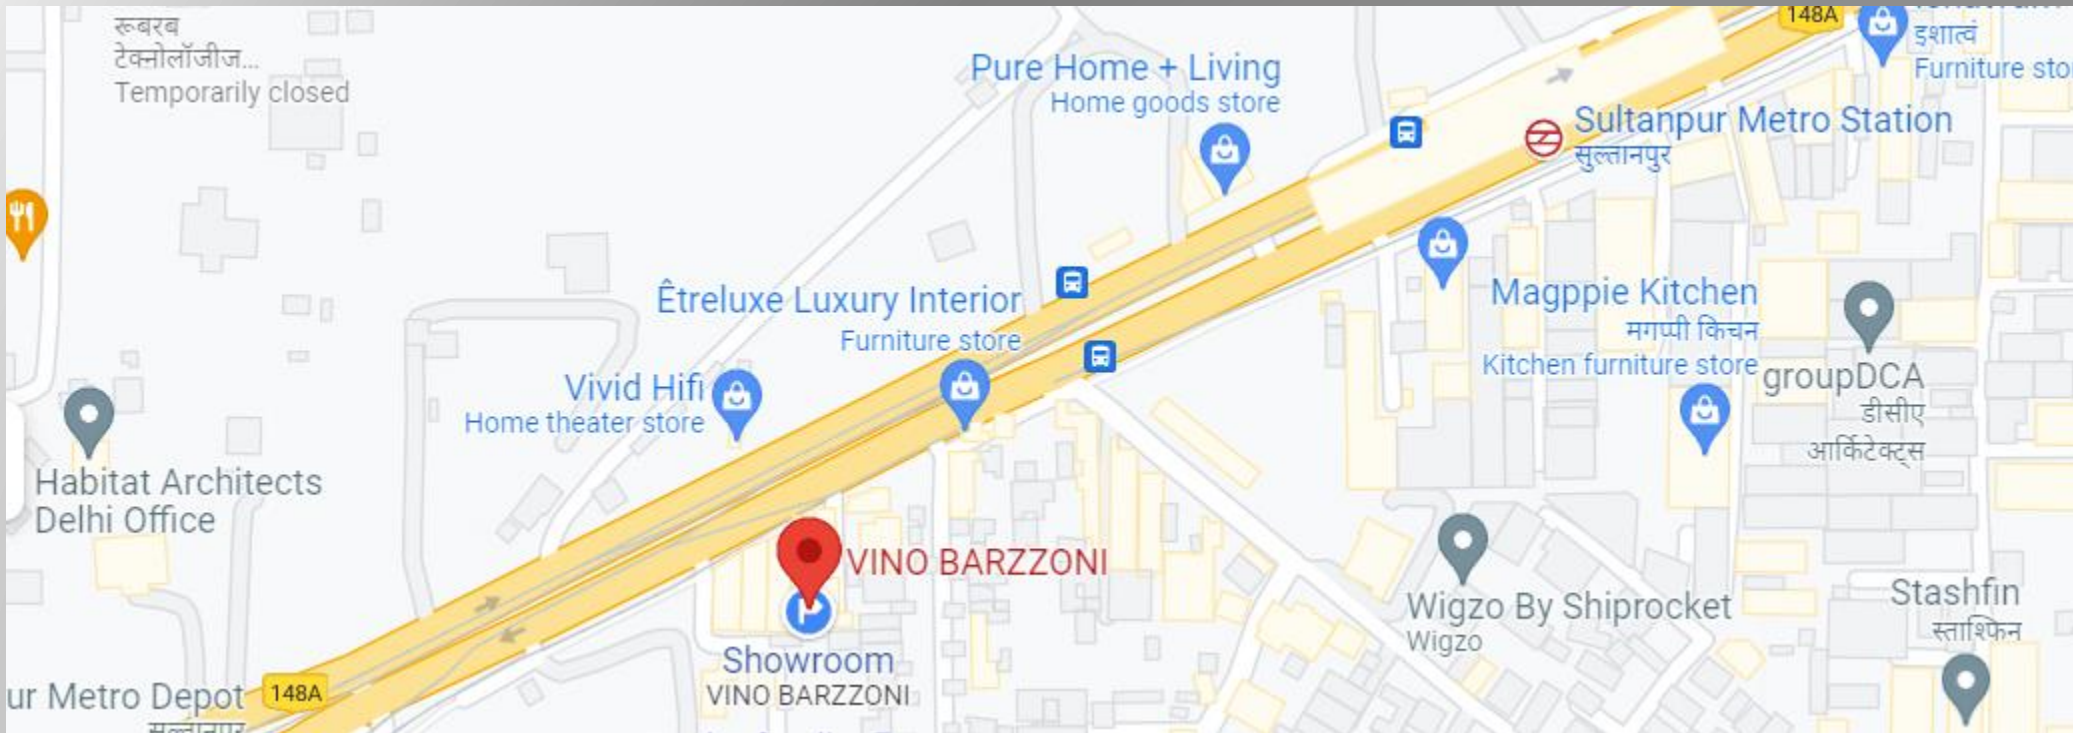 रूबरब
टेक्नोलॉजीज...
Temporarily closed
Pure Home + Living
Home goods store
148A
इशात्वं
Furniture sto
Sultanpur Metro Station
सुल्तानपुर
Êtreluxe Luxury Interior
Furniture store
Magppie Kitchen
मगप्पी किचन
Kitchen furniture store
Vivid Hifi
Home theater store
groupDCA
डीसीए
आर्किटेक्ट्स
Habitat Architects
Delhi Office
VINO BARZZONI
Showroom
VINO BARZZONI
Wigzo By Shiprocket
Wigzo
Stashfin
स्ताश्फिन
ur Metro Depot
148A